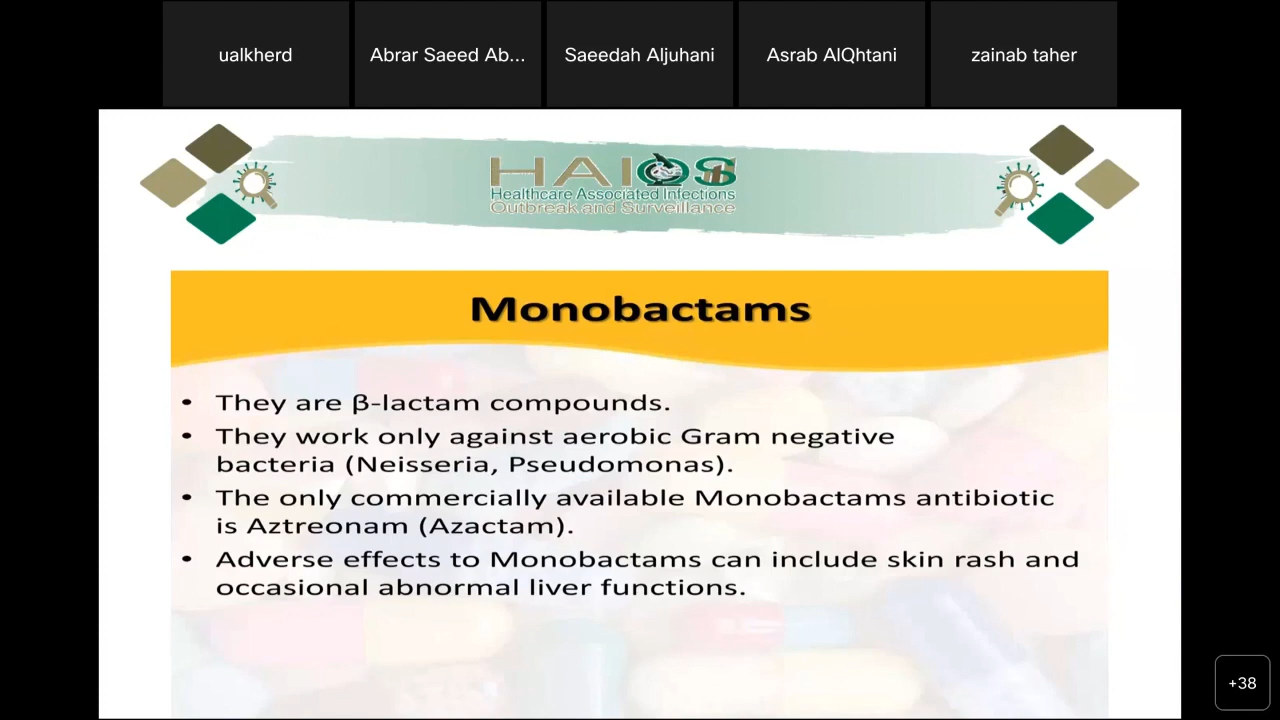 ualkherd
Abrar Saeed Ab...
Saeedah Aljuhani
Asrab AlQhtani
zainab taher
HAIOS
Healthcare Associated Infections
Outbreak and Surveillance
Monobactams
• They are β-lactam compounds.
• They work only against aerobic Gram negative
bacteria (Neisseria, Pseudomonas).
• The only commercially available Monobactams antibiotic
is Aztreonam (Azactam).
• Adverse effects to Monobactams can include skin rash and
occasional abnormal liver functions.
+38